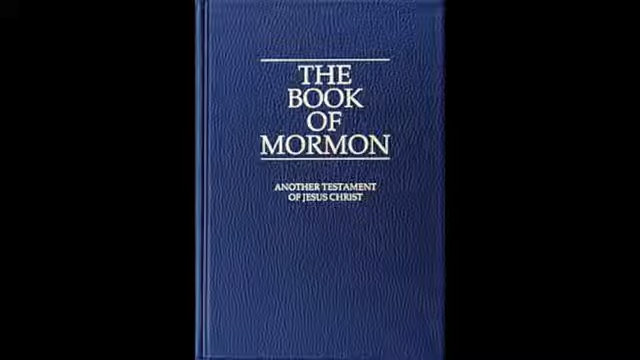 THE
BOOK
OF
MORMON
ANOTHER TESTAMENT
OF JESUS CHRIST